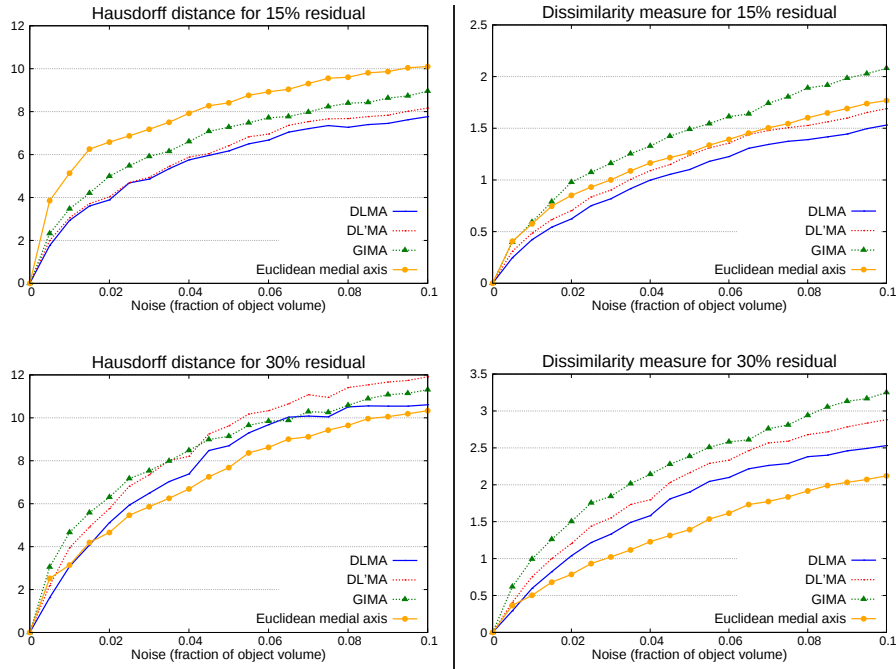 Hausdorff distance for 15% residual
12
10
8
6
4
2
0
0 0.02 0.04 0.06 0.08 0.1
Noise (fraction of object volume)
DLMA
DL'MA
GIMA
Euclidean medial axis
Dissimilarity measure for 15% residual
2.5
2
1.5
1
0.5
0
0 0.02 0.04 0.06 0.08 0.1
Noise (fraction of object volume)
DLMA
DL'MA
GIMA
Euclidean medial axis
Hausdorff distance for 30% residual
12
10
8
6
4
2
0
0 0.02 0.04 0.06 0.08 0.1
Noise (fraction of object volume)
DLMA
DL'MA
GIMA
Euclidean medial axis
Dissimilarity measure for 30% residual
3.5
3
2.5
2
1.5
1
0.5
0
0 0.02 0.04 0.06 0.08 0.1
Noise (fraction of object volume)
DLMA
DL'MA
GIMA
Euclidean medial axis